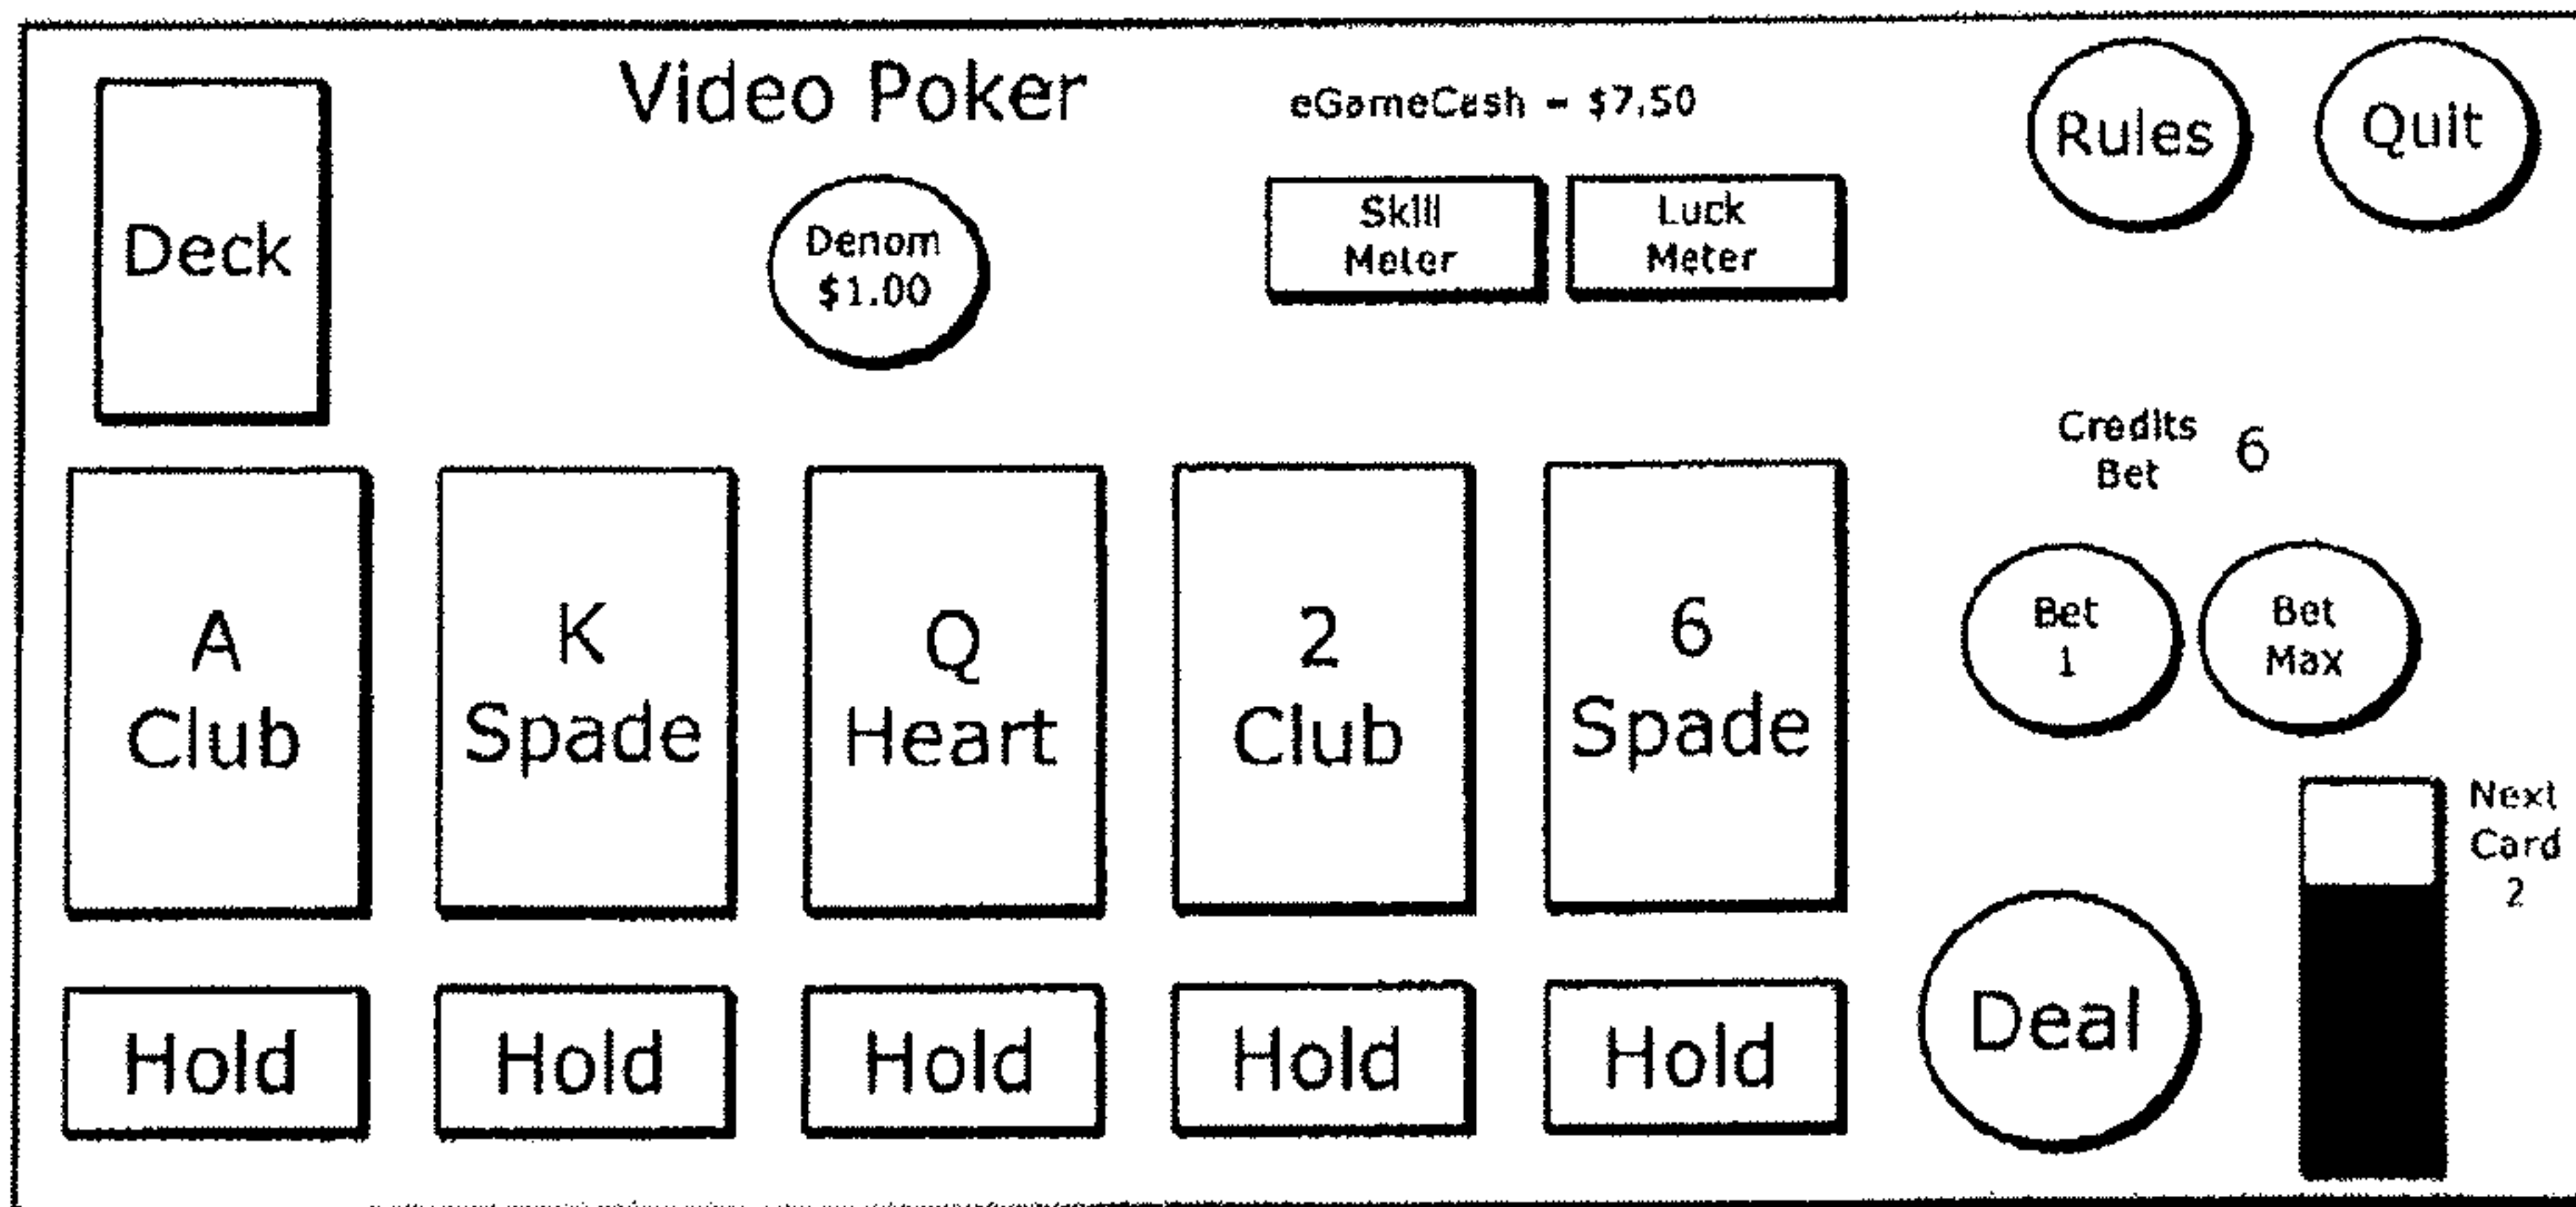 Video Poker
eGameCash - $7.50
Rules
Quit
Deck
Denom
$1.00
Skill
Meter
Luck
Meter
Credits
Bet
6
A
Club
K
Spade
Q
Heart
2
Club
6
Spade
Bet
1
Bet
Max
Next
Card
2
Hold
Hold
Hold
Hold
Hold
Deal